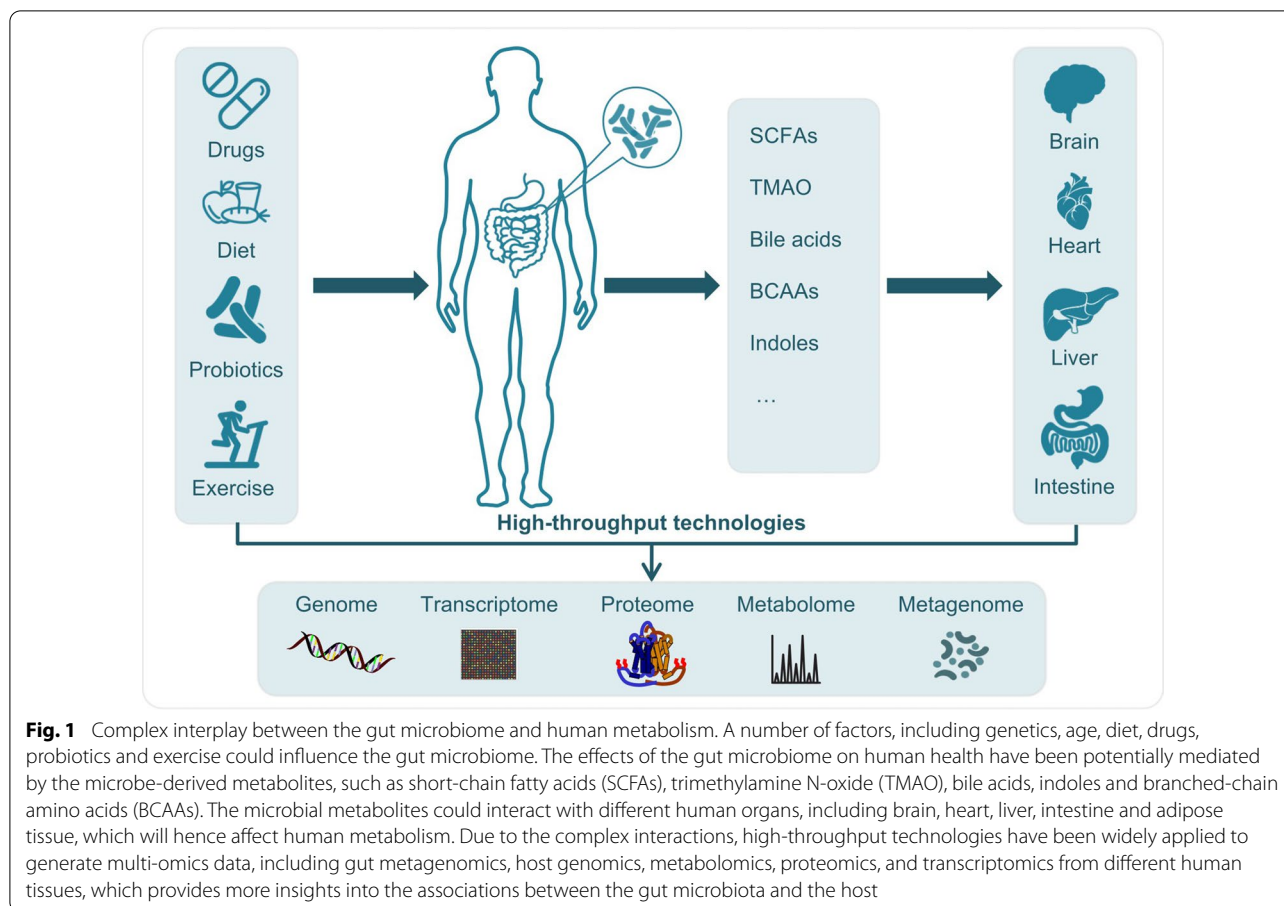 Drugs
Diet
Probiotics
Exercise
SCFAs
TMAO
Bile acids
BCAAs
Indoles
...
Brain
Heart
Liver
Intestine
High-throughput technologies
Genome Transcriptome Proteome Metabolome Metagenome
Fig. 1 Complex interplay between the gut microbiome and human metabolism. A number of factors, including genetics, age, diet, drugs,
probiotics and exercise could influence the gut microbiome. The effects of the gut microbiome on human health have been potentially mediated
by the microbe-derived metabolites, such as short-chain fatty acids (SCFAs), trimethylamine N-oxide (TMAO), bile acids, indoles and branched-chain
amino acids (BCAAs). The microbial metabolites could interact with different human organs, including brain, heart, liver, intestine and adipose
tissue, which will hence affect human metabolism. Due to the complex interactions, high-throughput technologies have been widely applied to
generate multi-omics data, including gut metagenomics, host genomics, metabolomics, proteomics, and transcriptomics from different human
tissues, which provides more insights into the associations between the gut microbiota and the host